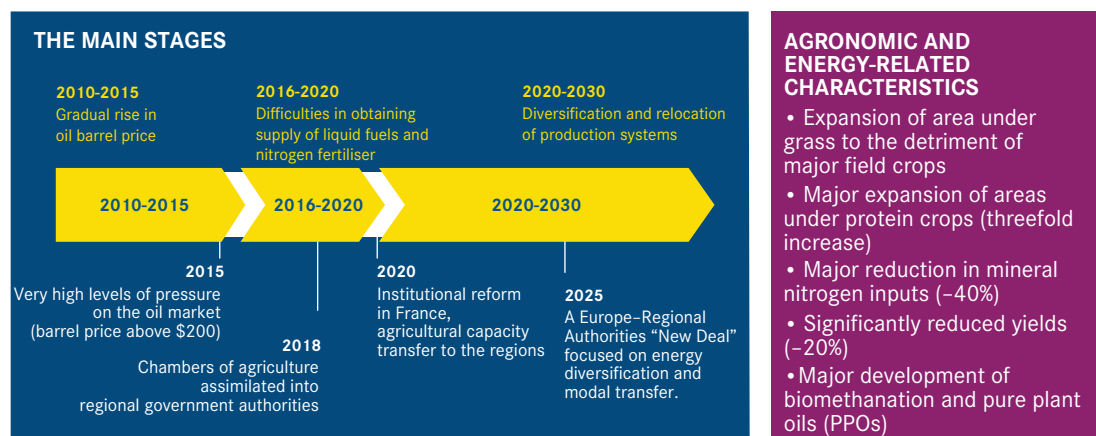 THE MAIN STAGES
2010-2015
Gradual rise in
oil barrel price
2016-2020
Difficulties in obtaining
supply of liquid fuels and
nitrogen fertiliser
2020-2030
Diversification and relocation
of production systems
2010-2015
2016-2020
2020-2030
2015
Very high levels of pressure
on the oil market
(barrel price above $200)
2018
Chambers of agriculture
assimilated into
regional government authorities
2020
Institutional reform
in France,
agricultural capacity
transfer to the regions
2025
A Europe–Regional
Authorities “New Deal”
focused on energy
diversification and
modal transfer.
AGRONOMIC AND
ENERGY-RELATED
CHARACTERISTICS
• Expansion of area under
grass to the detriment of
major field crops
• Major expansion of areas
under protein crops (threefold
increase)
• Major reduction in mineral
nitrogen inputs (–40%)
• Significantly reduced yields
(–20%)
•Major development of
biomethanation and pure plant
oils (PPOs)